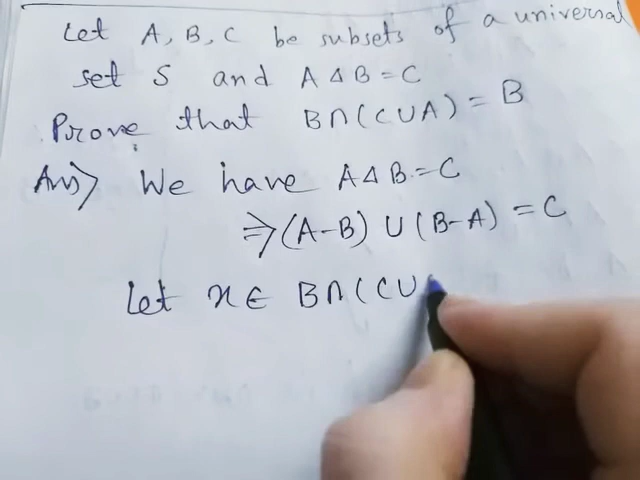 Let A, B, C be subsets of a universal
set S and A Δ B = C
Prove that B∩(C∪A) = B
Ans) We have A Δ B = C
⇒ (A-B) ∪ (B-A) = C
Let x ∈ B∩(C∪